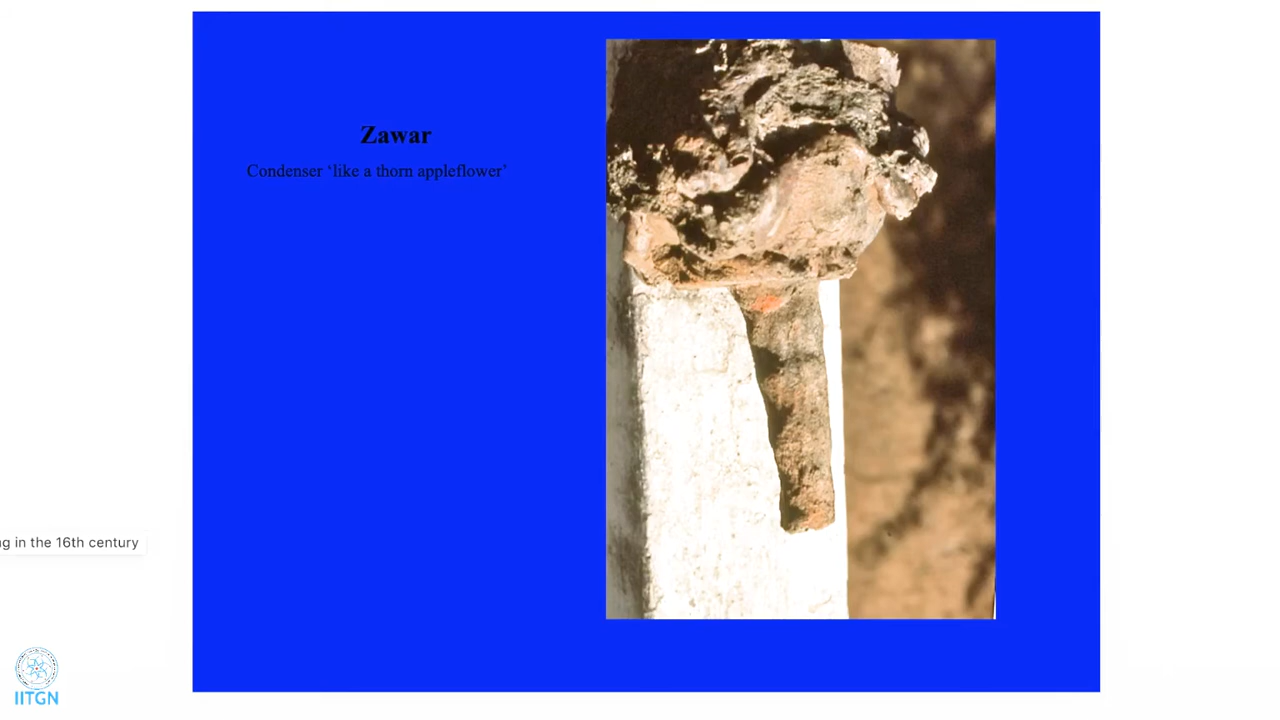 Zawar
Condenser ‘like a thorn appleflower’
in the 16th century
IITGN